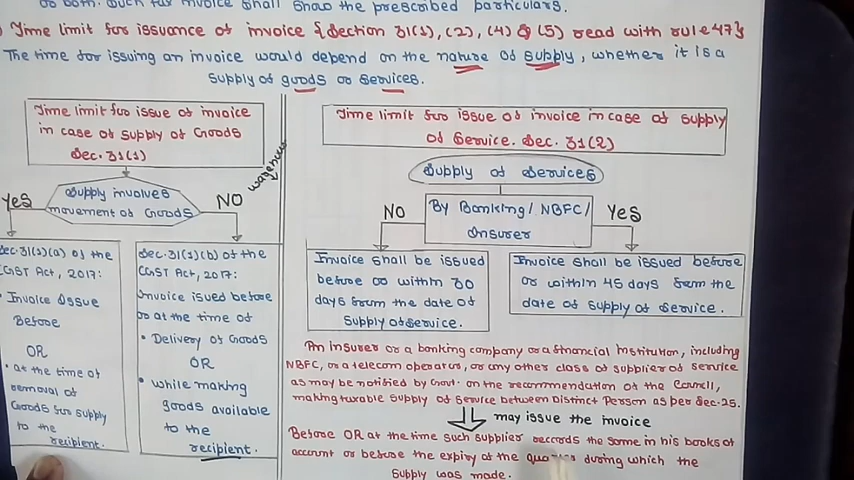 or both. Such tax invoice shall show the prescribed particulars.
) Time limit for issuance of invoice {Section 31(1), (2), (4) & (5) read with rule 47}
The time for issuing an invoice would depend on the nature of supply, whether it is a
supply of goods or services.
Time limit for issue of invoice
in case of supply of Goods
Sec. 31(1)
Supply involves
movement of Goods
Yes
NO
Sec. 31(1)(a) of the
CGST Act, 2017:
• Invoice Issue
Before
OR
• at the time of
removal of
Goods for supply
to the
recipient.
Sec. 31(1)(b) of the
CGST Act, 2017:
Invoice issued before
or at the time of
• Delivery of Goods
OR
• while making
goods available
to the
recipient.
Time limit for issue of invoice in case of supply
of Service. Sec. 31(2)
Supply of Services
By Banking/ NBFC/
Insurer
NO
Yes
Invoice shall be issued
before or within 30
days from the date of
supply of service.
Invoice shall be issued before
or within 45 days from the
date of supply of service.
An insurer or a banking company or a financial institution, including
NBFC, or a telecom operator, or any other class of supplier of service
as may be notified by Govt. on the recommendation of the Council,
making taxable supply of service between Distinct Person as per Sec-25.
may issue the invoice
Before OR at the time such supplier records the same in his books of
account or before the expiry of the quarter during which the
supply was made.